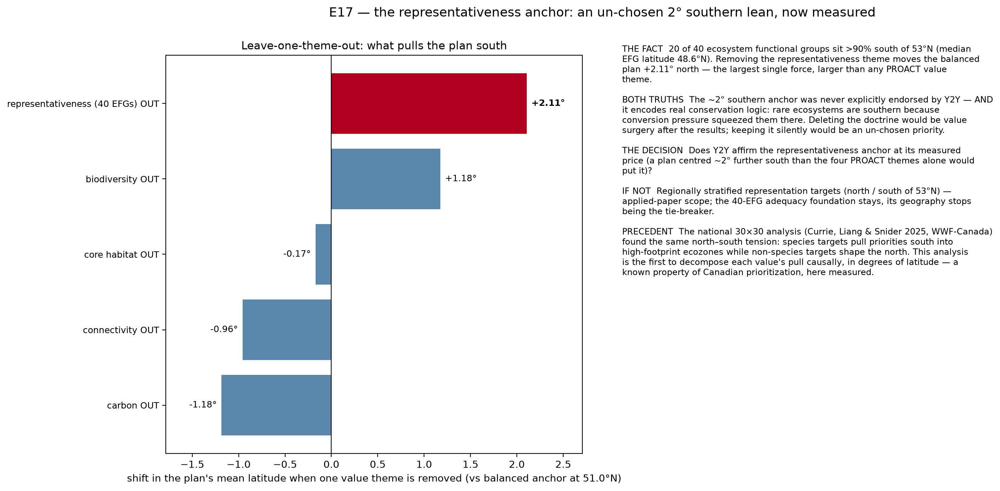 E17 — the representativeness anchor: an un-chosen 2° southern lean, now measured
Leave-one-theme-out: what pulls the plan south
representativeness (40 EFGs) OUT
+2.11°
biodiversity OUT
+1.18°
core habitat OUT
-0.17°
connectivity OUT
-0.96°
carbon OUT
-1.18°
−1.5 −1.0 −0.5 0.0 0.5 1.0 1.5 2.0 2.5
shift in the plan's mean latitude when one value theme is removed (vs balanced anchor at 51.0°N)
THE FACT  20 of 40 ecosystem functional groups sit >90% south of 53°N (median
EFG latitude 48.6°N). Removing the representativeness theme moves the balanced
plan +2.11° north — the largest single force, larger than any PROACT value
theme.
BOTH TRUTHS  The ~2° southern anchor was never explicitly endorsed by Y2Y — AND
it encodes real conservation logic: rare ecosystems are southern because
conversion pressure squeezed them there. Deleting the doctrine would be value
surgery after the results; keeping it silently would be an un-chosen priority.
THE DECISION  Does Y2Y affirm the representativeness anchor at its measured
price (a plan centred ~2° further south than the four PROACT themes alone would
put it)?
IF NOT  Regionally stratified representation targets (north / south of 53°N) —
applied-paper scope; the 40-EFG adequacy foundation stays, its geography stops
being the tie-breaker.
PRECEDENT  The national 30×30 analysis (Currie, Liang & Snider 2025, WWF-Canada)
found the same north–south tension: species targets pull priorities south into
high-footprint ecozones while non-species targets shape the north. This analysis
is the first to decompose each value's pull causally, in degrees of latitude — a
known property of Canadian prioritization, here measured.